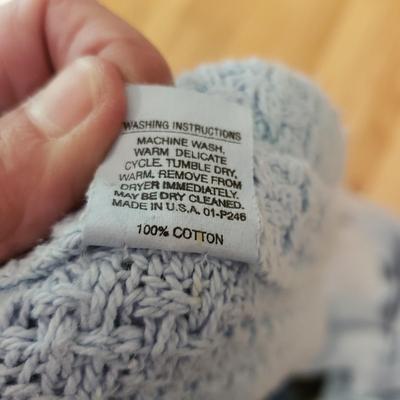 WASHING INSTRUCTIONS
MACHINE WASH,
WARM DELICATE
CYCLE. TUMBLE DRY,
WARM. REMOVE FROM
DRYER IMMEDIATELY.
MAY BE DRY CLEANED.
MADE IN U.S.A. 01-P246
100% COTTON